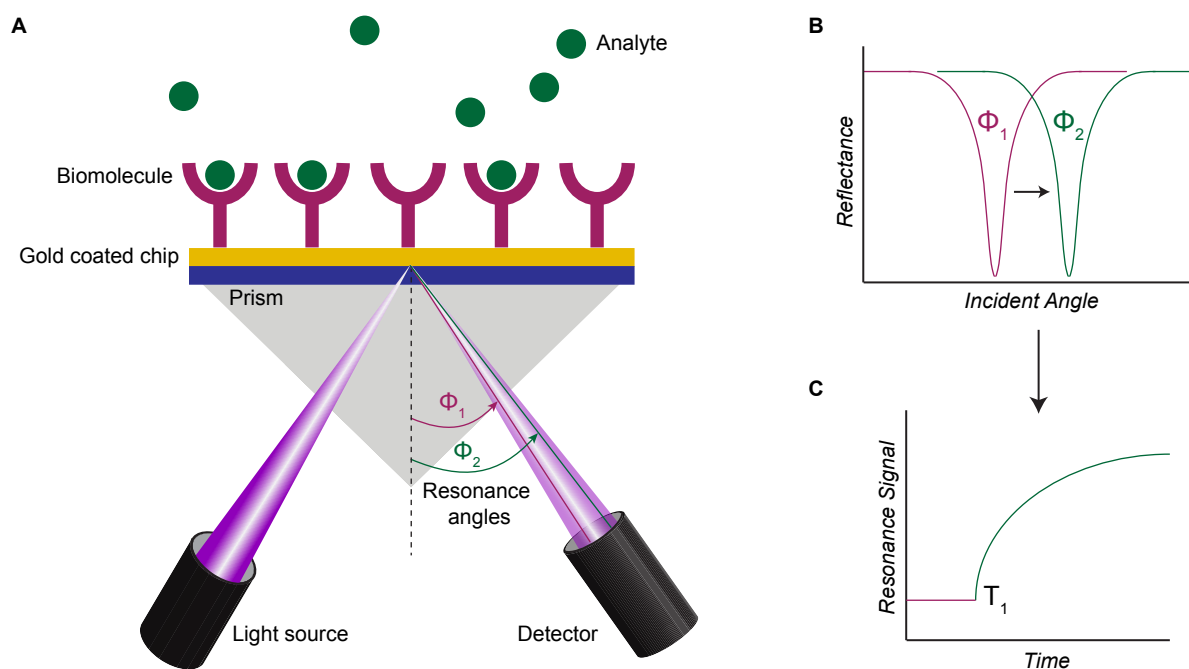 A
Analyte
Biomolecule
Gold coated chip
Prism
Φ1
Φ2
Resonance
angles
Light source
Detector
B
Reflectance
Φ1
Φ2
Incident Angle
C
Resonance Signal
T1
Time